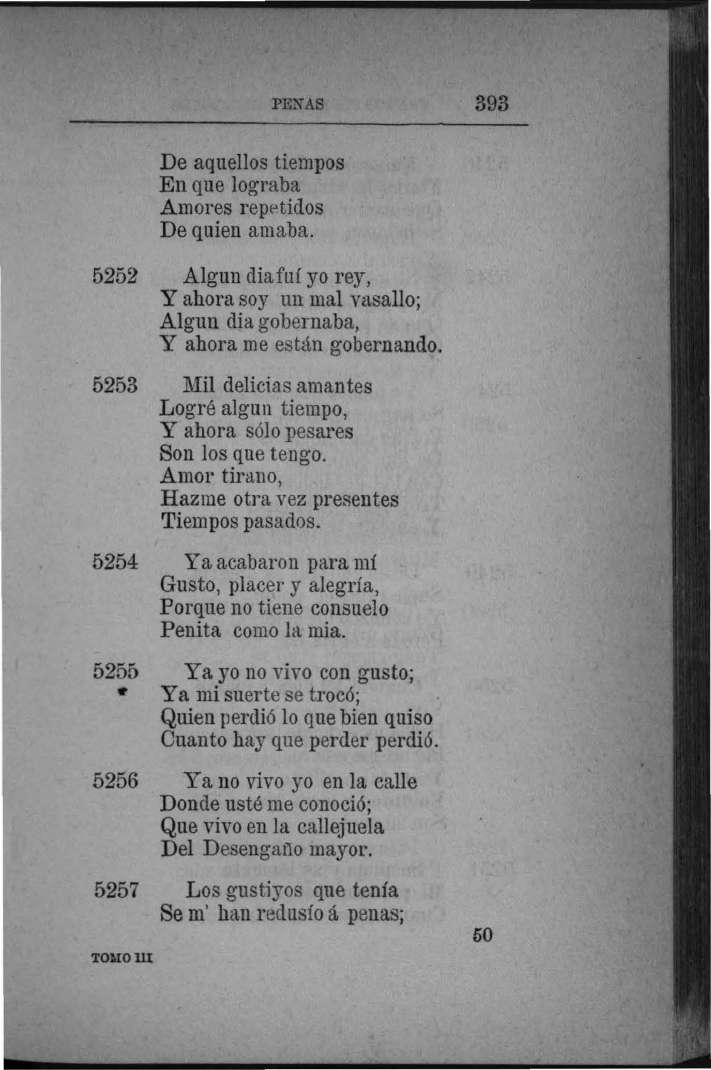 PENAS 393
De aquellos tiempos
En que lograba
Amores repetidos
De quien amaba.
5252 Algun dia fuí yo rey,
Y ahora soy un mal vasallo;
Algun dia gobernaba,
Y ahora me están gobernando.
5253 Mil delicias amantes
Logré algun tiempo,
Y ahora sólo pesares
Son los que tengo.
Amor tirano,
Hazme otra vez presentes
Tiempos pasados.
5254 Ya acabaron para mí
Gusto, placer y alegría,
Porque no tiene consuelo
Penita como la mia.
5255 Ya yo no vivo con gusto;
Ya mi suerte se trocó;
Quien perdió lo que bien quiso
Cuanto hay que perder perdió.
5256 Ya no vivo yo en la calle
Donde usté me conoció;
Que vivo en la callejuela
Del Desengaño mayor.
5257 Los gustiyos que tenía
Se m' han redusío á penas;
50
TOMO III